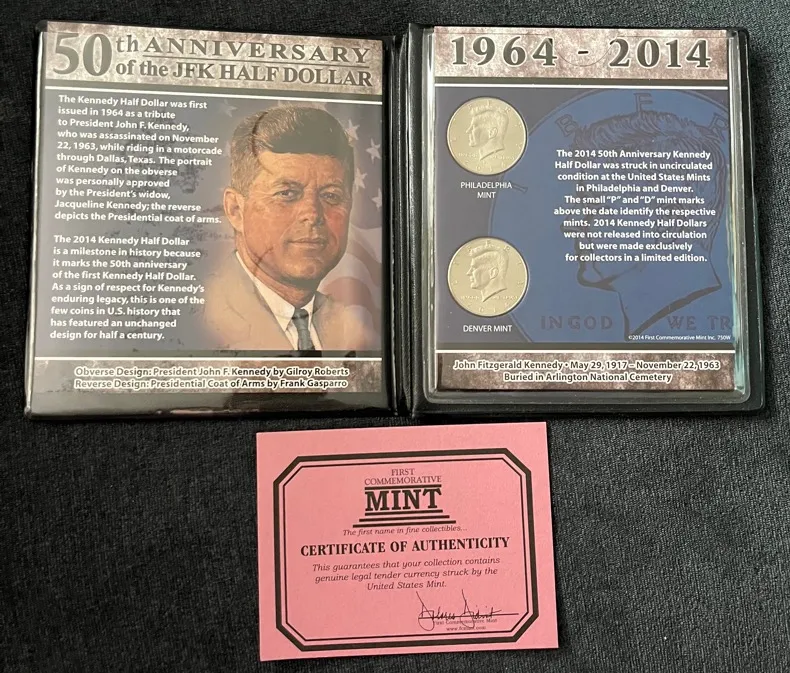 50th ANNIVERSARY
of the JFK HALF DOLLAR
The Kennedy Half Dollar was first
issued in 1964 as a tribute
to President John F. Kennedy,
who was assassinated on November
22, 1963, while riding in a motorcade
through Dallas, Texas. The portrait
of Kennedy on the obverse
was personally approved
by the President's widow,
Jacqueline Kennedy; the reverse
depicts the Presidential coat of arms.
The 2014 Kennedy Half Dollar
is a milestone in history because
it marks the 50th anniversary
of the first Kennedy Half Dollar.
As a sign of respect for Kennedy's
enduring legacy, this is one of the
few coins in U.S. history that
has featured an unchanged
design for half a century.
Obverse Design: President John F. Kennedy by Gilroy Roberts
Reverse Design: Presidential Coat of Arms by Frank Gasparro
1964 - 2014
PHILADELPHIA
MINT
DENVER MINT
The 2014 50th Anniversary Kennedy
Half Dollar was struck in uncirculated
condition at the United States Mints
in Philadelphia and Denver.
The small "P" and "D" mint marks
above the date identify the respective
mints. 2014 Kennedy Half Dollars
were not released into circulation
but were made exclusively
for collectors in a limited edition.
IN GOD WE TR
©2014 First Commemorative Mint Inc. 750W
John Fitzgerald Kennedy • May 29, 1917 – November 22, 1963
Buried in Arlington National Cemetery
FIRST
COMMEMORATIVE
MINT
The first name in fine collectibles...
CERTIFICATE OF AUTHENTICITY
This guarantees that your collection contains
genuine legal tender currency struck by the
United States Mint.
First Commemorative Mint